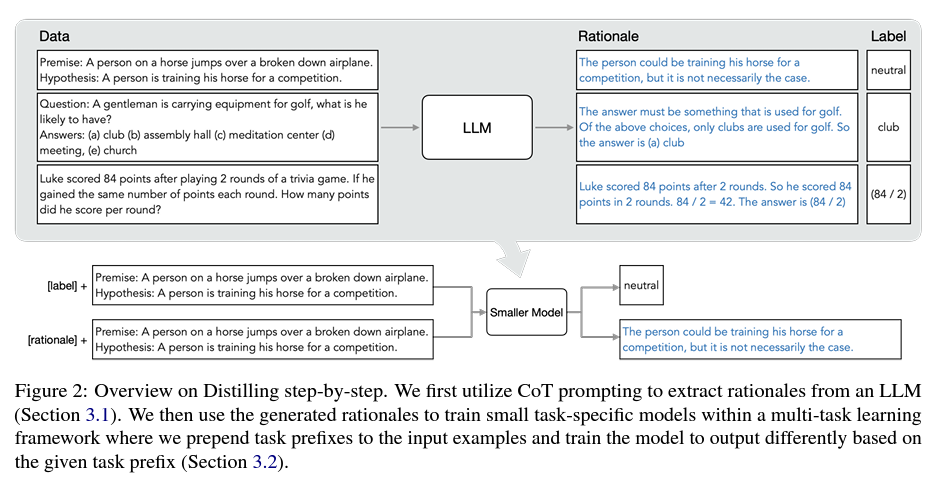 Data
Rationale
Label
Premise: A person on a horse jumps over a broken down airplane.
Hypothesis: A person is training his horse for a competition.
The person could be training his horse for a
competition, but it is not necessarily the case.
neutral
Question: A gentleman is carrying equipment for golf, what is he
likely to have?
Answers: (a) club (b) assembly hall (c) meditation center (d)
meeting, (e) church
LLM
The answer must be something that is used for golf.
Of the above choices, only clubs are used for golf. So
the answer is (a) club
club
Luke scored 84 points after playing 2 rounds of a trivia game. If he
gained the same number of points each round. How many points
did he score per round?
Luke scored 84 points after 2 rounds. So he scored 84
points in 2 rounds. 84 / 2 = 42. The answer is (84 / 2)
(84 / 2)
[label] +
Premise: A person on a horse jumps over a broken down airplane.
Hypothesis: A person is training his horse for a competition.
[rationale] +
Premise: A person on a horse jumps over a broken down airplane.
Hypothesis: A person is training his horse for a competition.
Smaller Model
neutral
The person could be training his horse for a
competition, but it is not necessarily the case.
Figure 2: Overview on Distilling step-by-step. We first utilize CoT prompting to extract rationales from an LLM
(Section 3.1). We then use the generated rationales to train small task-specific models within a multi-task learning
framework where we prepend task prefixes to the input examples and train the model to output differently based on
the given task prefix (Section 3.2).